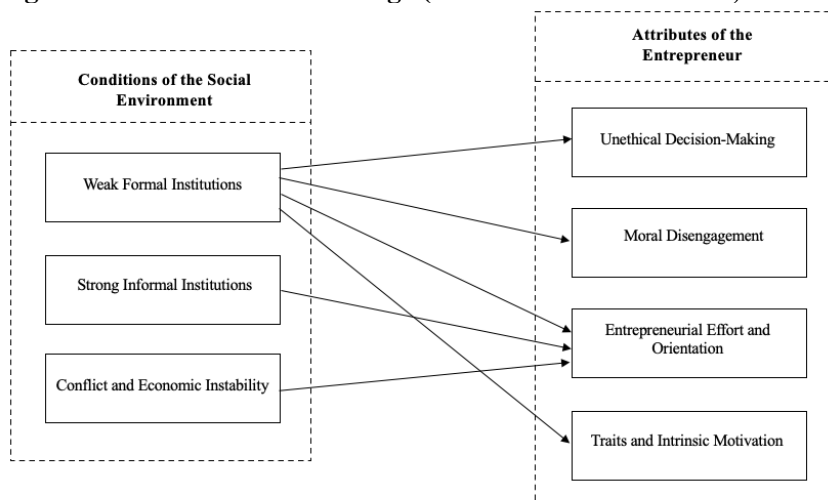 Attributes of the
Entrepreneur
Conditions of the Social
Environment
Unethical Decision-Making
Weak Formal Institutions
Moral Disengagement
Strong Informal Institutions
Entrepreneurial Effort and
Orientation
Conflict and Economic Instability
Traits and Intrinsic Motivation